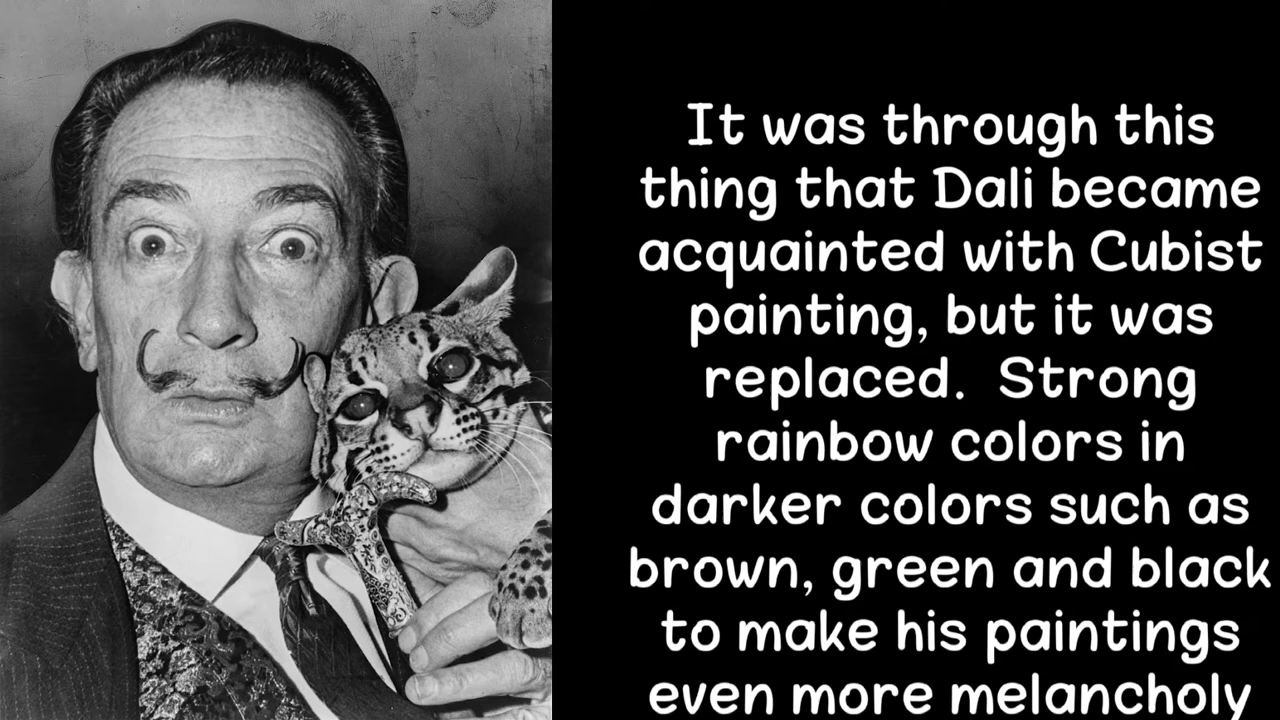 It was through this
thing that Dali became
acquainted with Cubist
painting, but it was
replaced.  Strong
rainbow colors in
darker colors such as
brown, green and black
to make his paintings
even more melancholy